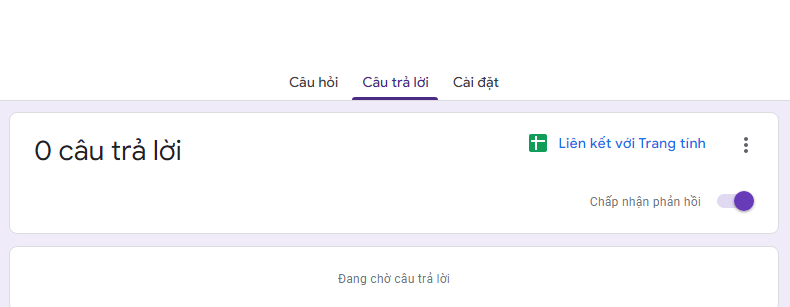 Câu hỏi Câu trả lời Cài đặt
0 câu trả lời
Liên kết với Trang tính
Chấp nhận phản hồi
Đang chờ câu trả lời